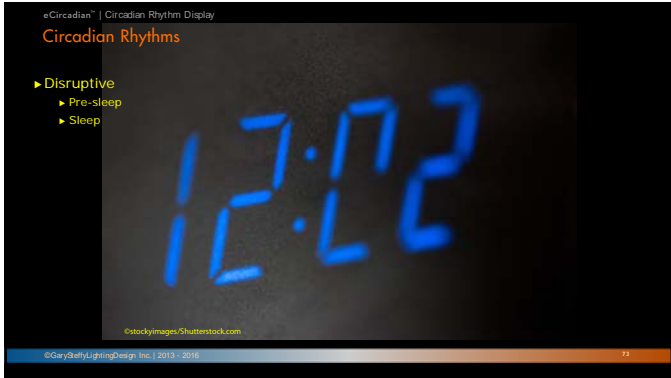 eCircadian™ | Circadian Rhythm Display
Circadian Rhythms
►Disruptive
► Pre-sleep
► Sleep
12:02
©stockyimages/Shutterstock.com
©GarySteffyLightingDesign Inc. | 2013 - 2016
73